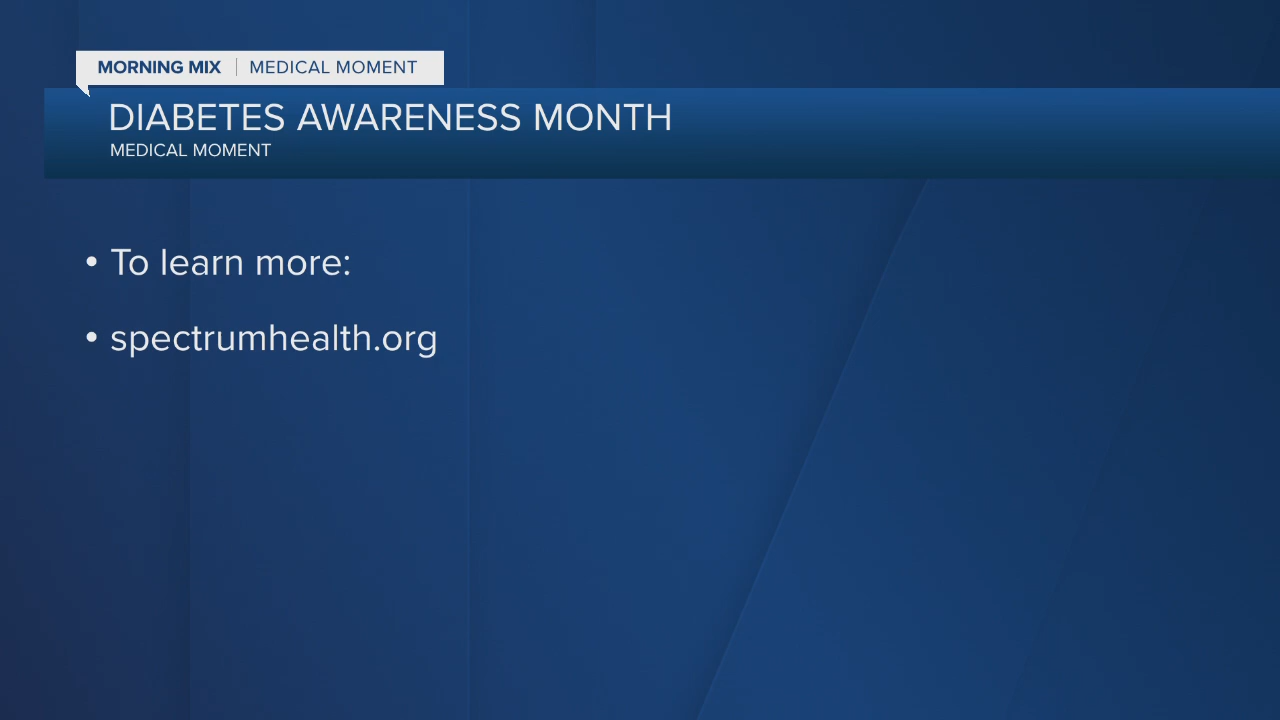 MORNING MIX | MEDICAL MOMENT
DIABETES AWARENESS MONTH
MEDICAL MOMENT
• To learn more:
• spectrumhealth.org